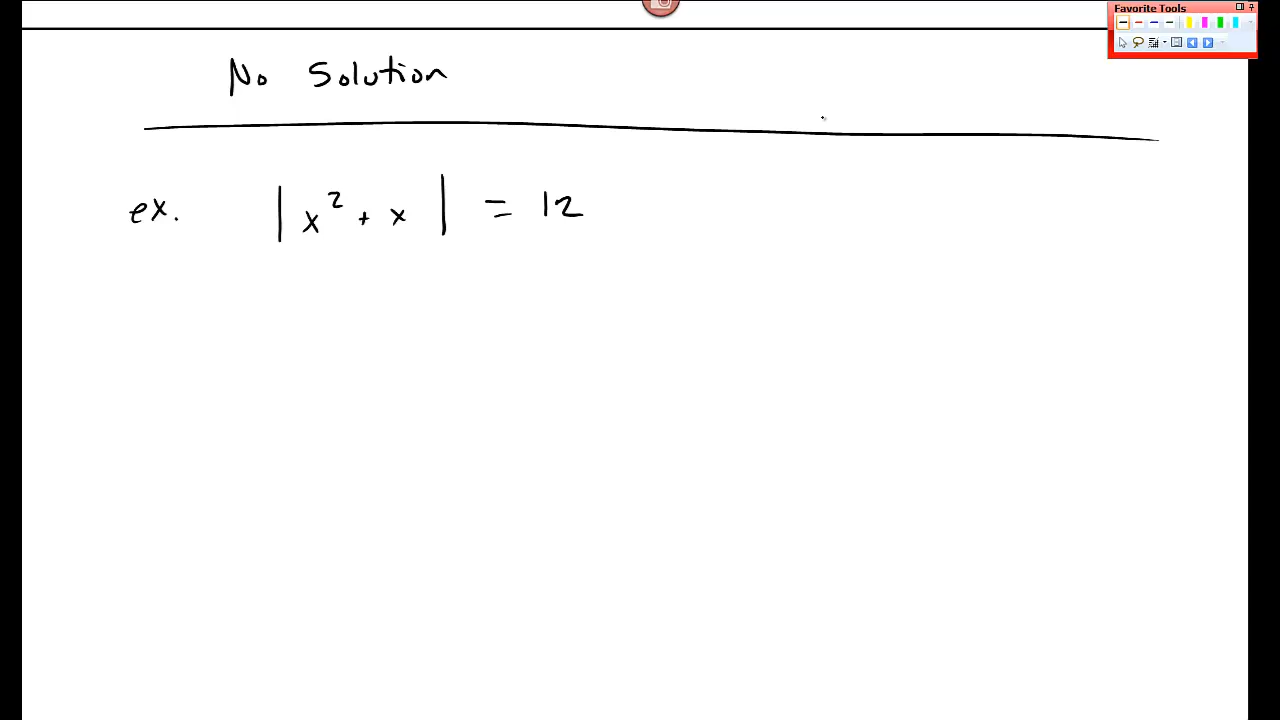 Favorite Tools
No Solution
ex. | x² + x | = 12